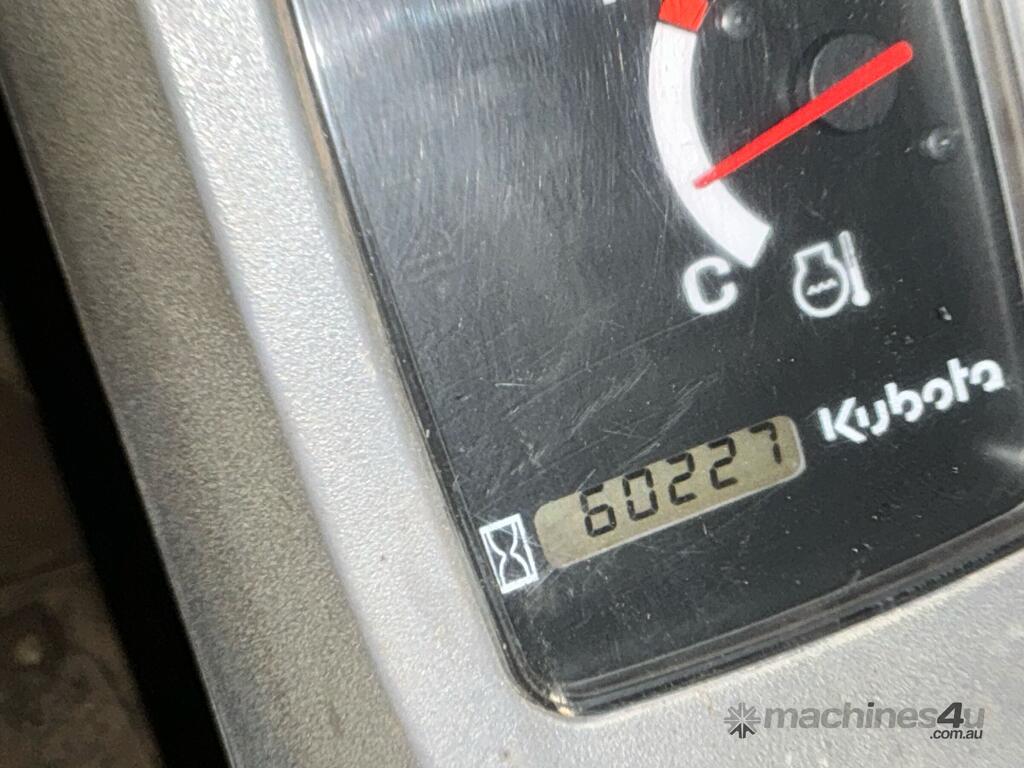 C
Kubota
60227
machines4u
.com.au